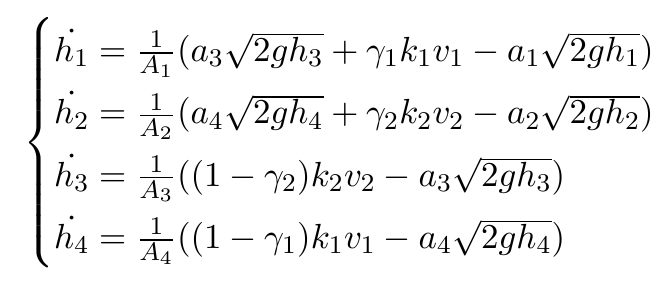 ḣ₁ = 1/A₁ (a₃√(2gh₃) + γ₁k₁v₁ − a₁√(2gh₁))
ḣ₂ = 1/A₂ (a₄√(2gh₄) + γ₂k₂v₂ − a₂√(2gh₂))
ḣ₃ = 1/A₃ ((1 − γ₂)k₂v₂ − a₃√(2gh₃))
ḣ₄ = 1/A₄ ((1 − γ₁)k₁v₁ − a₄√(2gh₄))